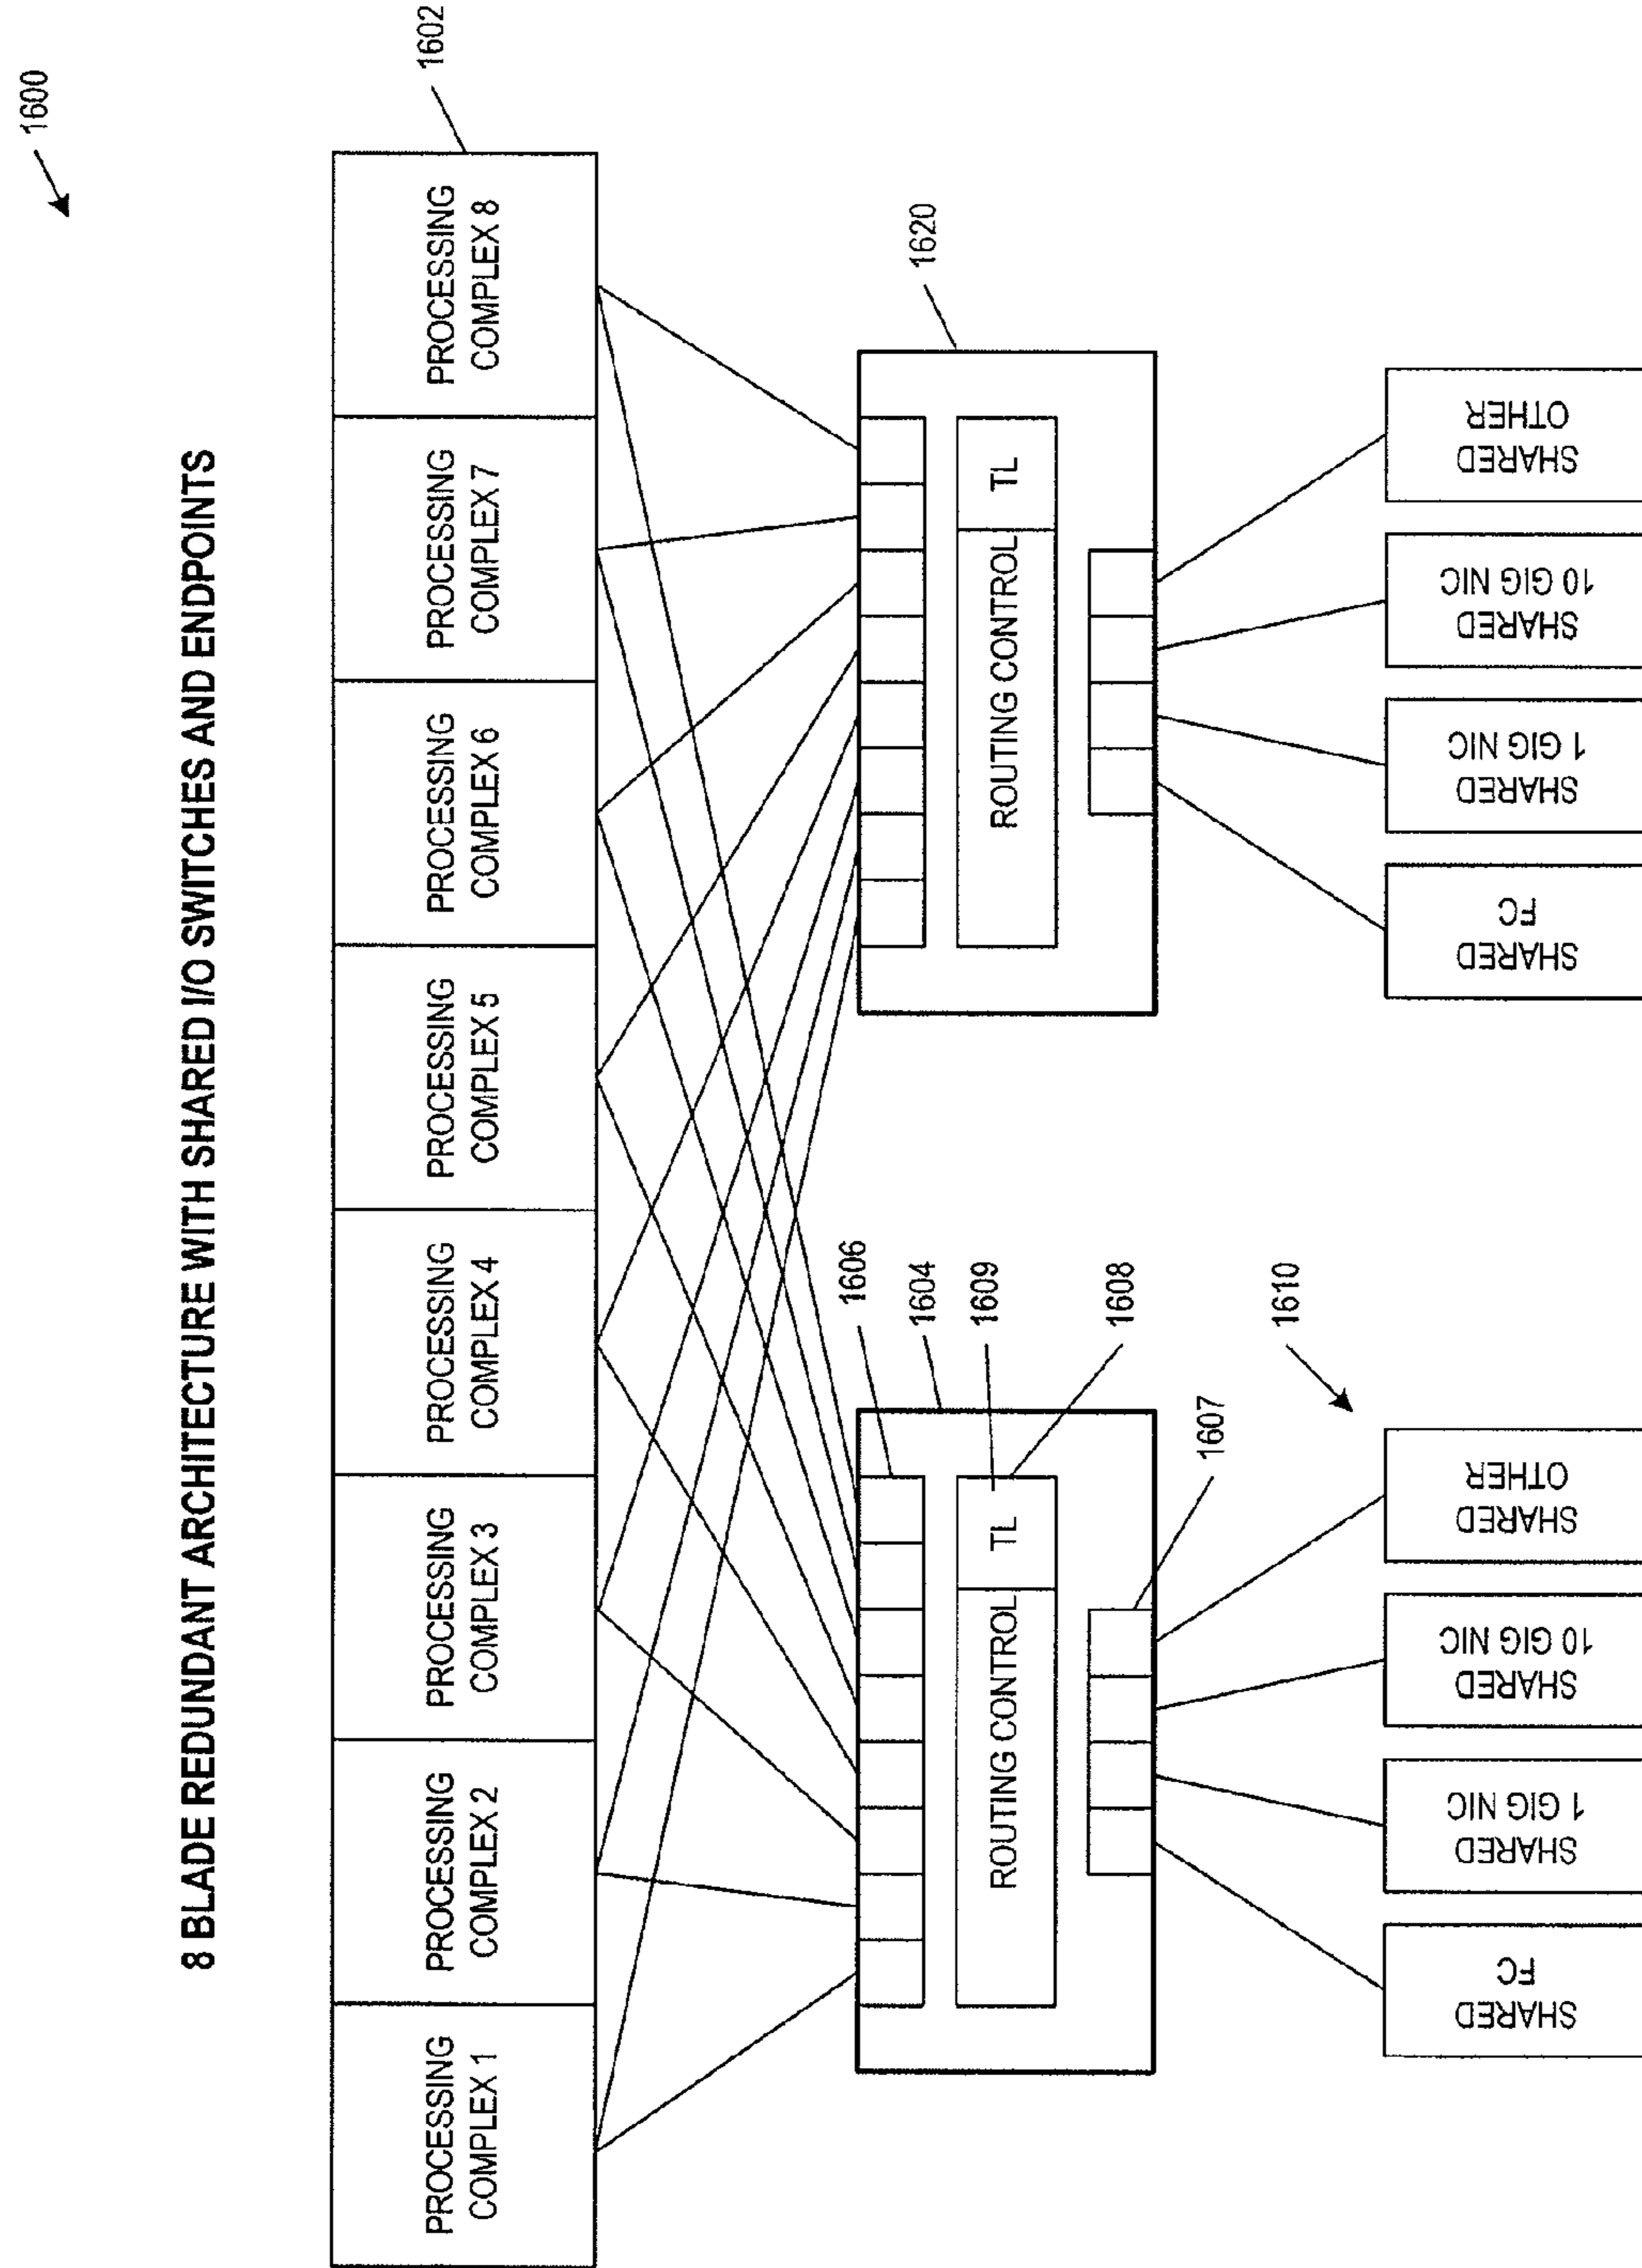 1600
8 BLADE REDUNDANT ARCHITECTURE WITH SHARED I/O SWITCHES AND ENDPOINTS
1602
PROCESSING
COMPLEX 1
PROCESSING
COMPLEX 2
PROCESSING
COMPLEX 3
PROCESSING
COMPLEX 4
PROCESSING
COMPLEX 5
PROCESSING
COMPLEX 6
PROCESSING
COMPLEX 7
PROCESSING
COMPLEX 8
1606
1604
1609
1608
1607
1610
1620
ROUTING CONTROL
TL
ROUTING CONTROL
TL
SHARED
FC
SHARED
1 GIG NIC
SHARED
10 GIG NIC
SHARED
OTHER
SHARED
FC
SHARED
1 GIG NIC
SHARED
10 GIG NIC
SHARED
OTHER